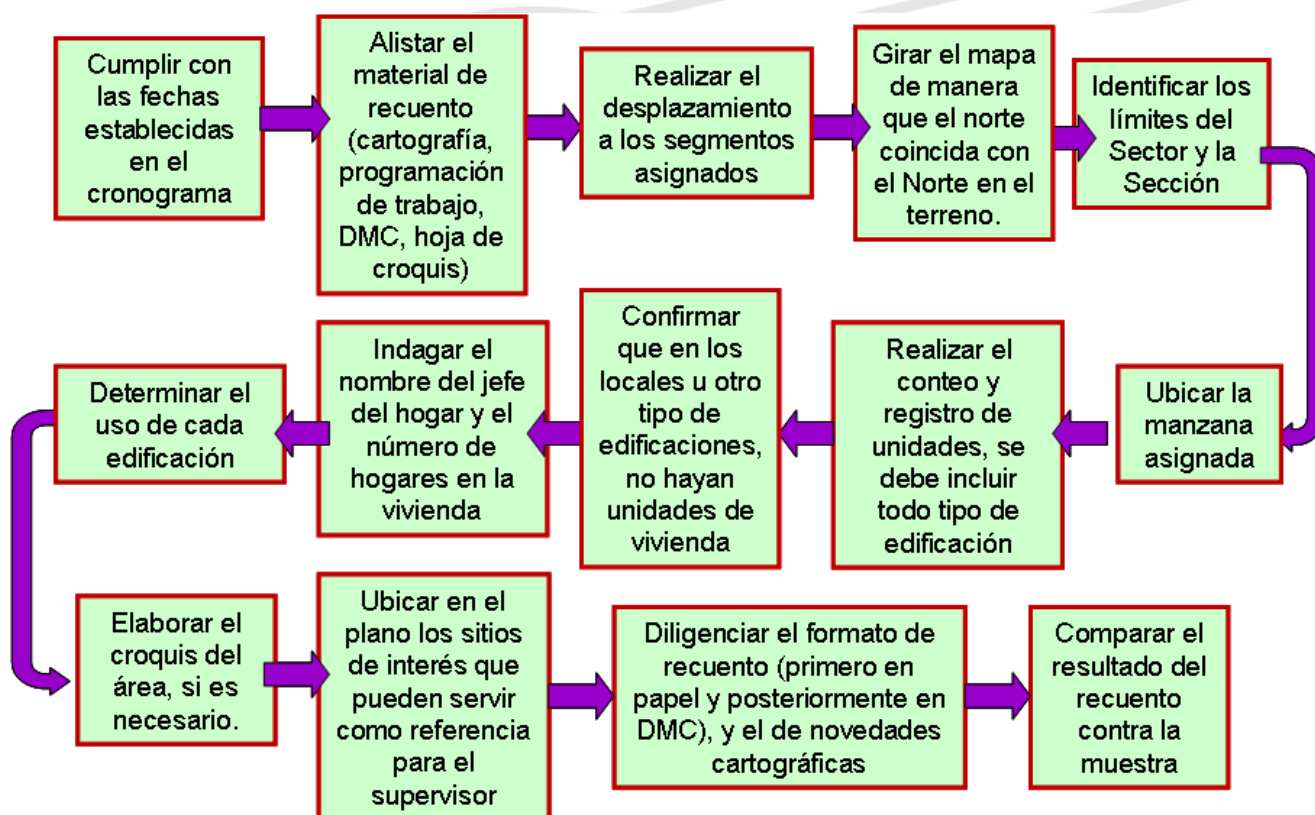 Cumplir con
las fechas
establecidas
en el
cronograma
Alistar el
material de
recuento
(cartografía,
programación
de trabajo,
DMC, hoja de
croquis)
Realizar el
desplazamiento
a los segmentos
asignados
Girar el mapa
de manera
que el norte
coincida con
el Norte en el
terreno.
Identificar los
límites del
Sector y la
Sección
Ubicar la
manzana
asignada
Realizar el
conteo y
registro de
unidades, se
debe incluir
todo tipo de
edificación
Confirmar
que en los
locales u otro
tipo de
edificaciones,
no hayan
unidades de
vivienda
Indagar el
nombre del jefe
del hogar y el
número de
hogares en la
vivienda
Determinar el
uso de cada
edificación
Elaborar el
croquis del
área, si es
necesario.
Ubicar en el
plano los sitios
de interés que
pueden servir
como referencia
para el
supervisor
Diligenciar el formato de
recuento (primero en
papel y posteriormente en
DMC), y el de novedades
cartográficas
Comparar el
resultado del
recuento
contra la
muestra